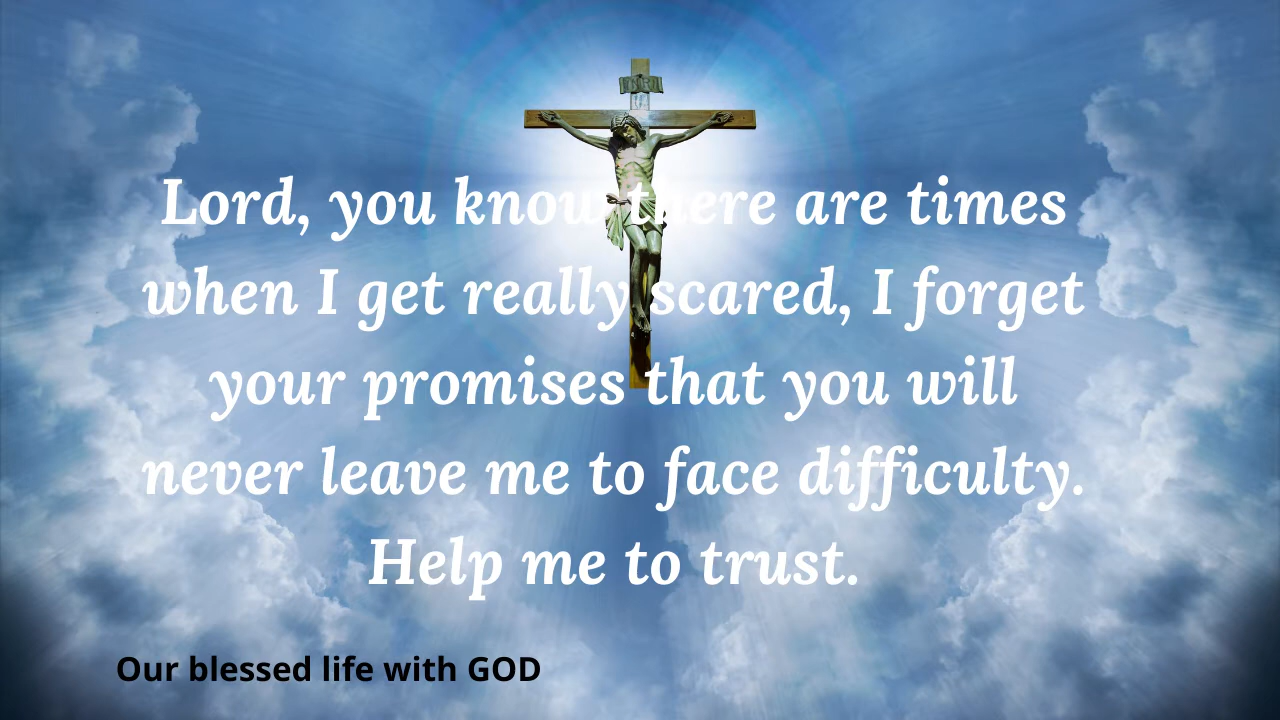 INRI
Lord, you know there are times
when I get really scared, I forget
your promises that you will
never leave me to face difficulty.
Help me to trust.
Our blessed life with GOD